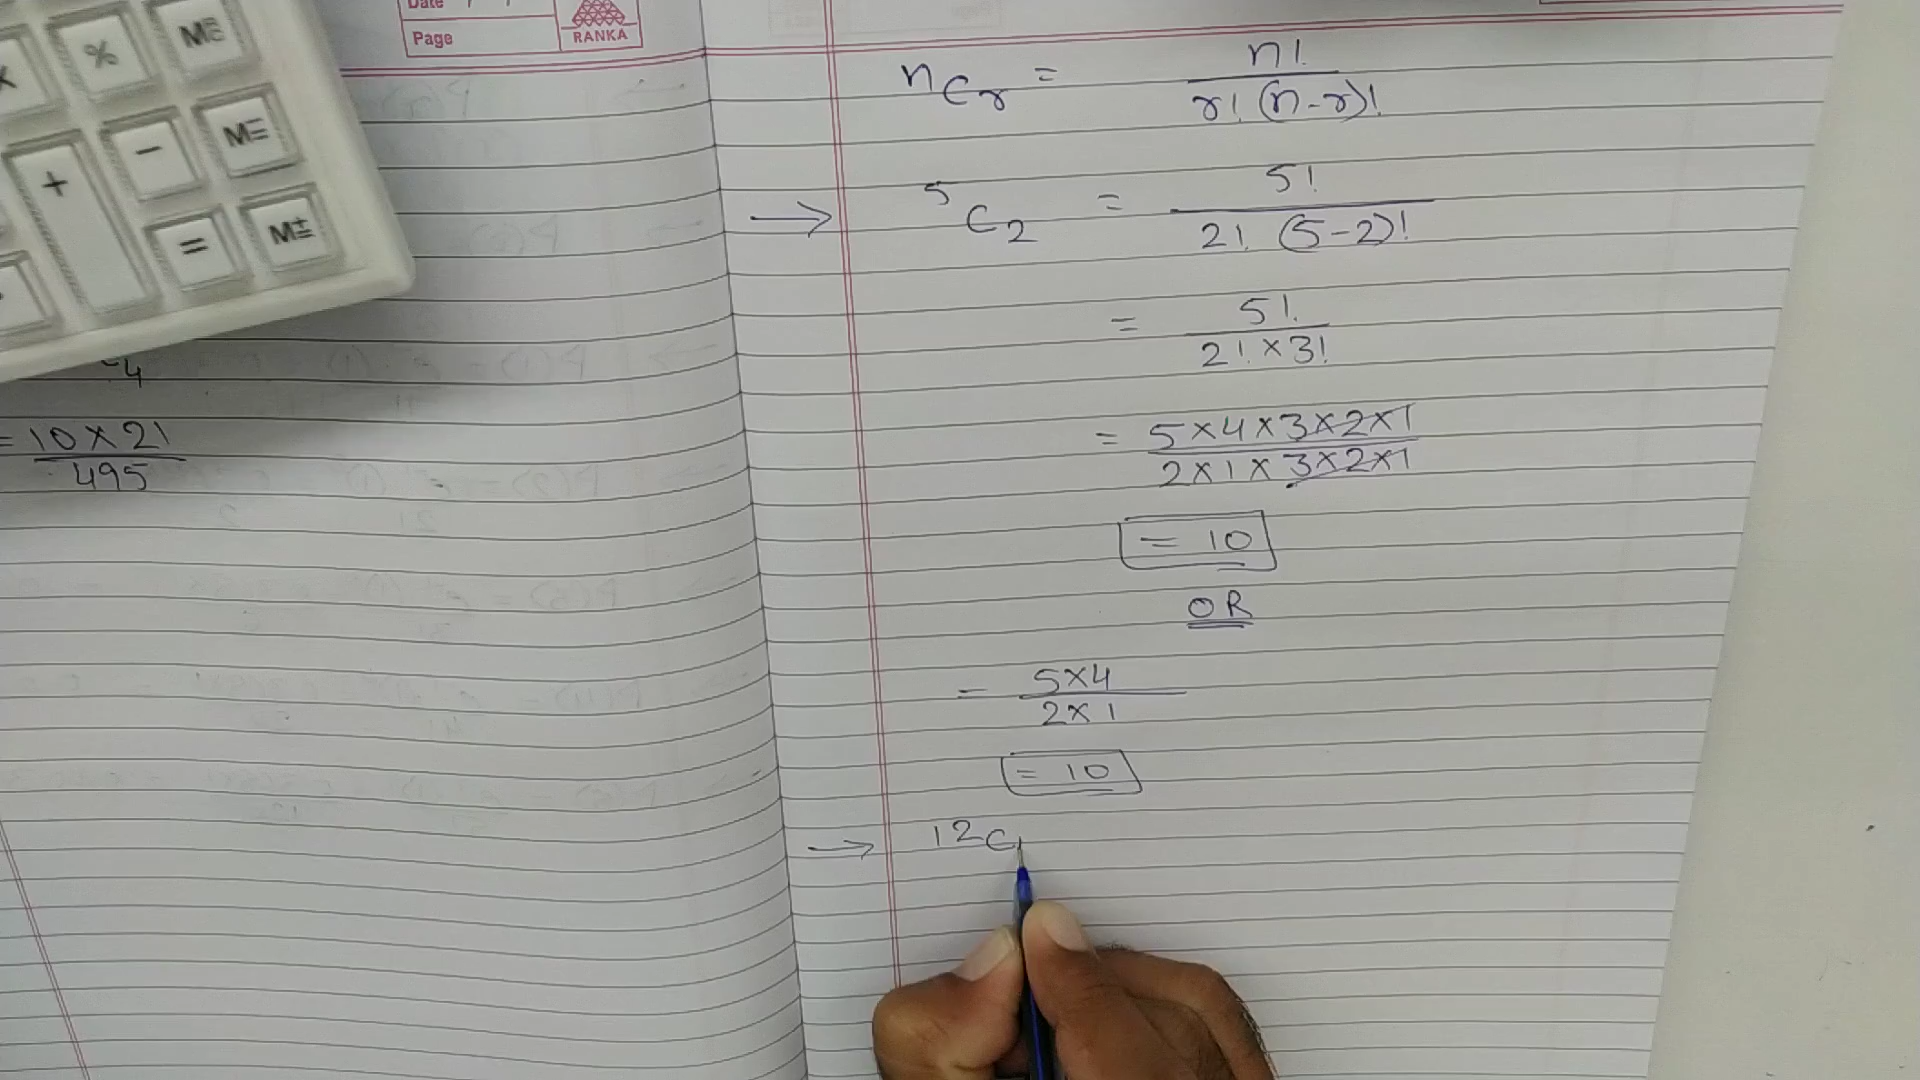 Date
Page
RANKA
%
+
-
=
-4
= 10 × 21
495
nCr = n!
r! (n-r)!
→ 5C2 = 5!
2! (5-2)!
= 5!
2! × 3!
= 5×4×3×2×1
2×1×3×2×1
= 10
OR
= 5×4
2×1
= 10
→ 12C